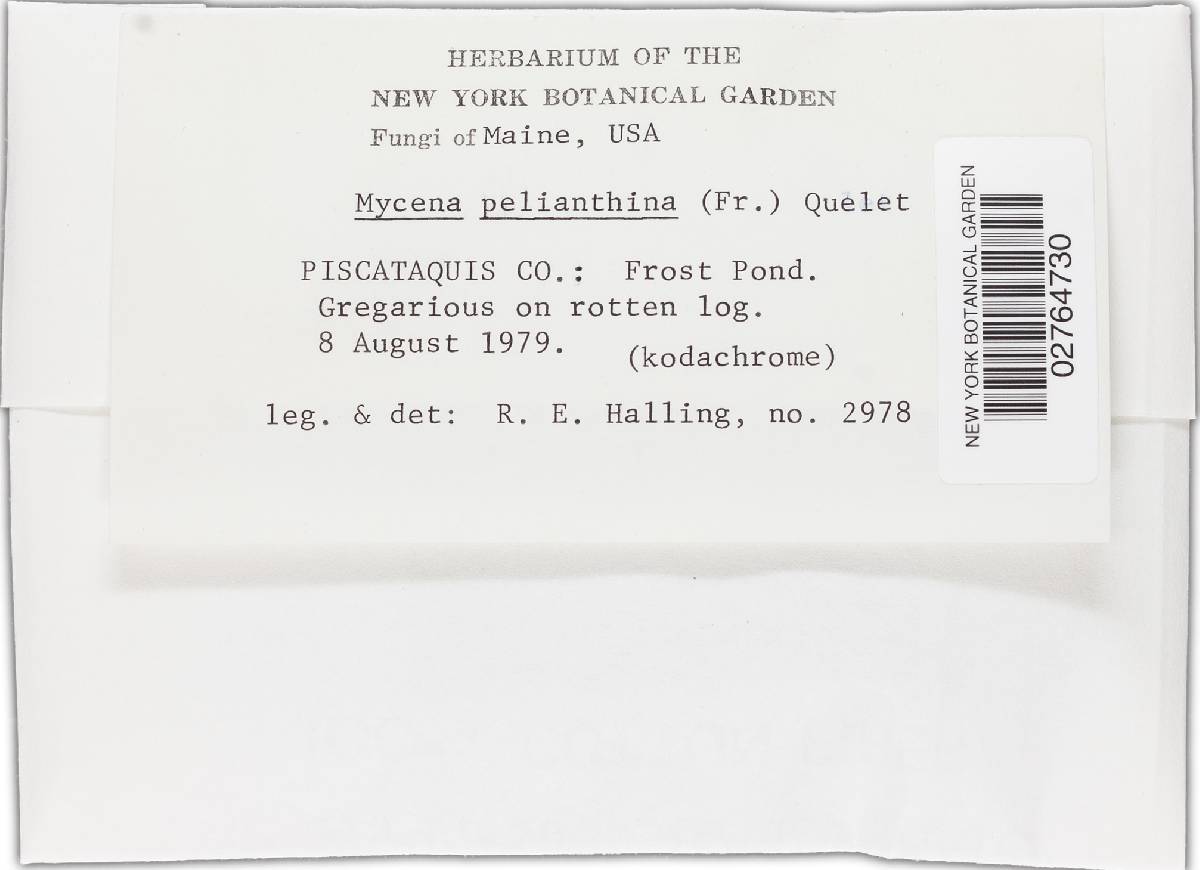 HERBARIUM OF THE
NEW YORK BOTANICAL GARDEN
Fungi of Maine, USA
Mycena pelianthina (Fr.) Quelet
PISCATAQUIS CO.: Frost Pond.
Gregarious on rotten log.
8 August 1979. (kodachrome)
leg. & det: R. E. Halling, no. 2978
NEW YORK BOTANICAL GARDEN
02764730